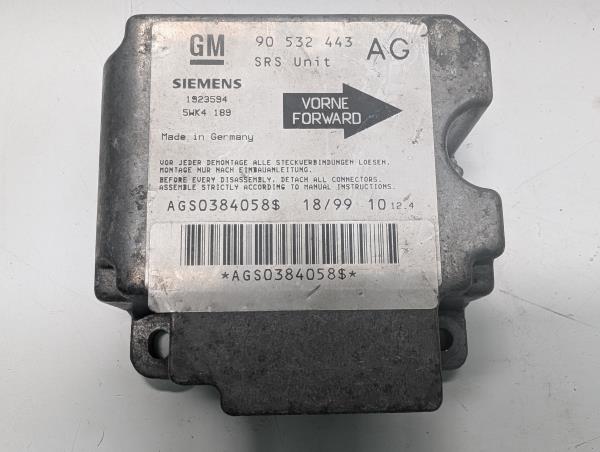 GM 90 532 443 AG
SRS Unit
SIEMENS
1923594
5WK4 189
VORNE
FORWARD
Made in Germany
VOR JEDER DEMONTAGE ALLE STECKVERBINDUNGEN LOESEN.
MONTAGE NUR NACH EINBAUANLEITUNG.
BEFORE EVERY DISASSEMBLY, DETACH ALL CONNECTORS.
ASSEMBLE STRICTLY ACCORDING TO MANUAL INSTRUCTIONS.
AGS0384058$ 18/99 10 12.4
*AGS0384058$*